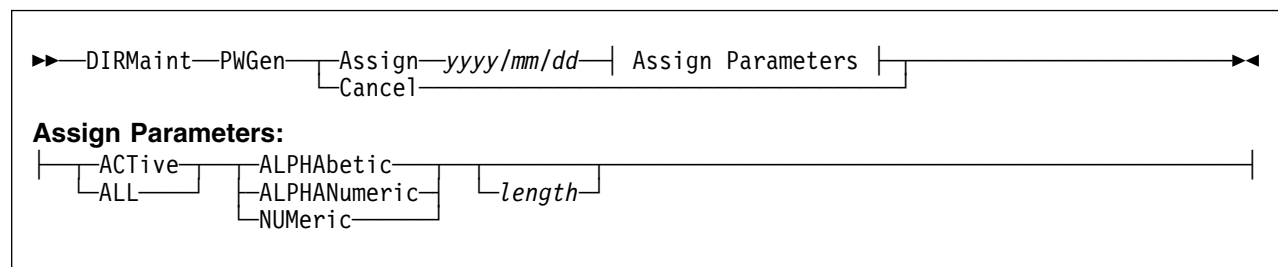 DIRMaint PWGen Assign yyyy/mm/dd Assign Parameters
Cancel
Assign Parameters:
ACTive ALPHAbetic
ALL ALPHANumeric length
NUMeric